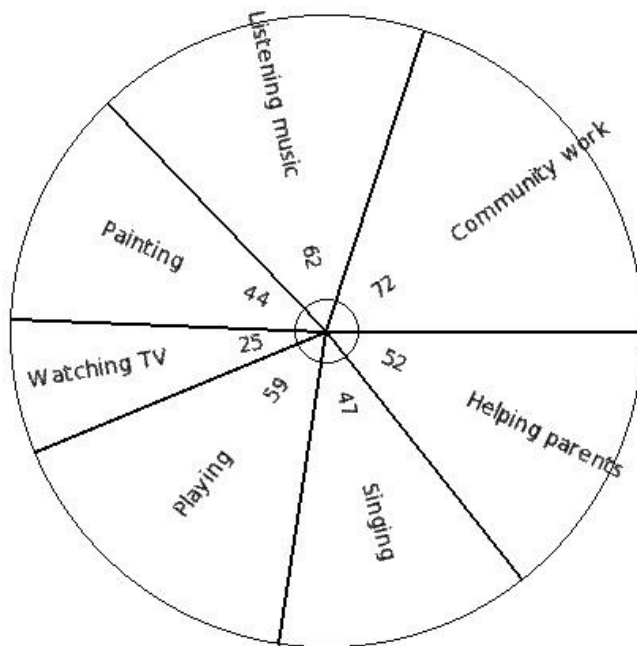 Listening music
62
Community work
72
Painting
44
Watching TV
25
Playing
59
Singing
47
Helping parents
52